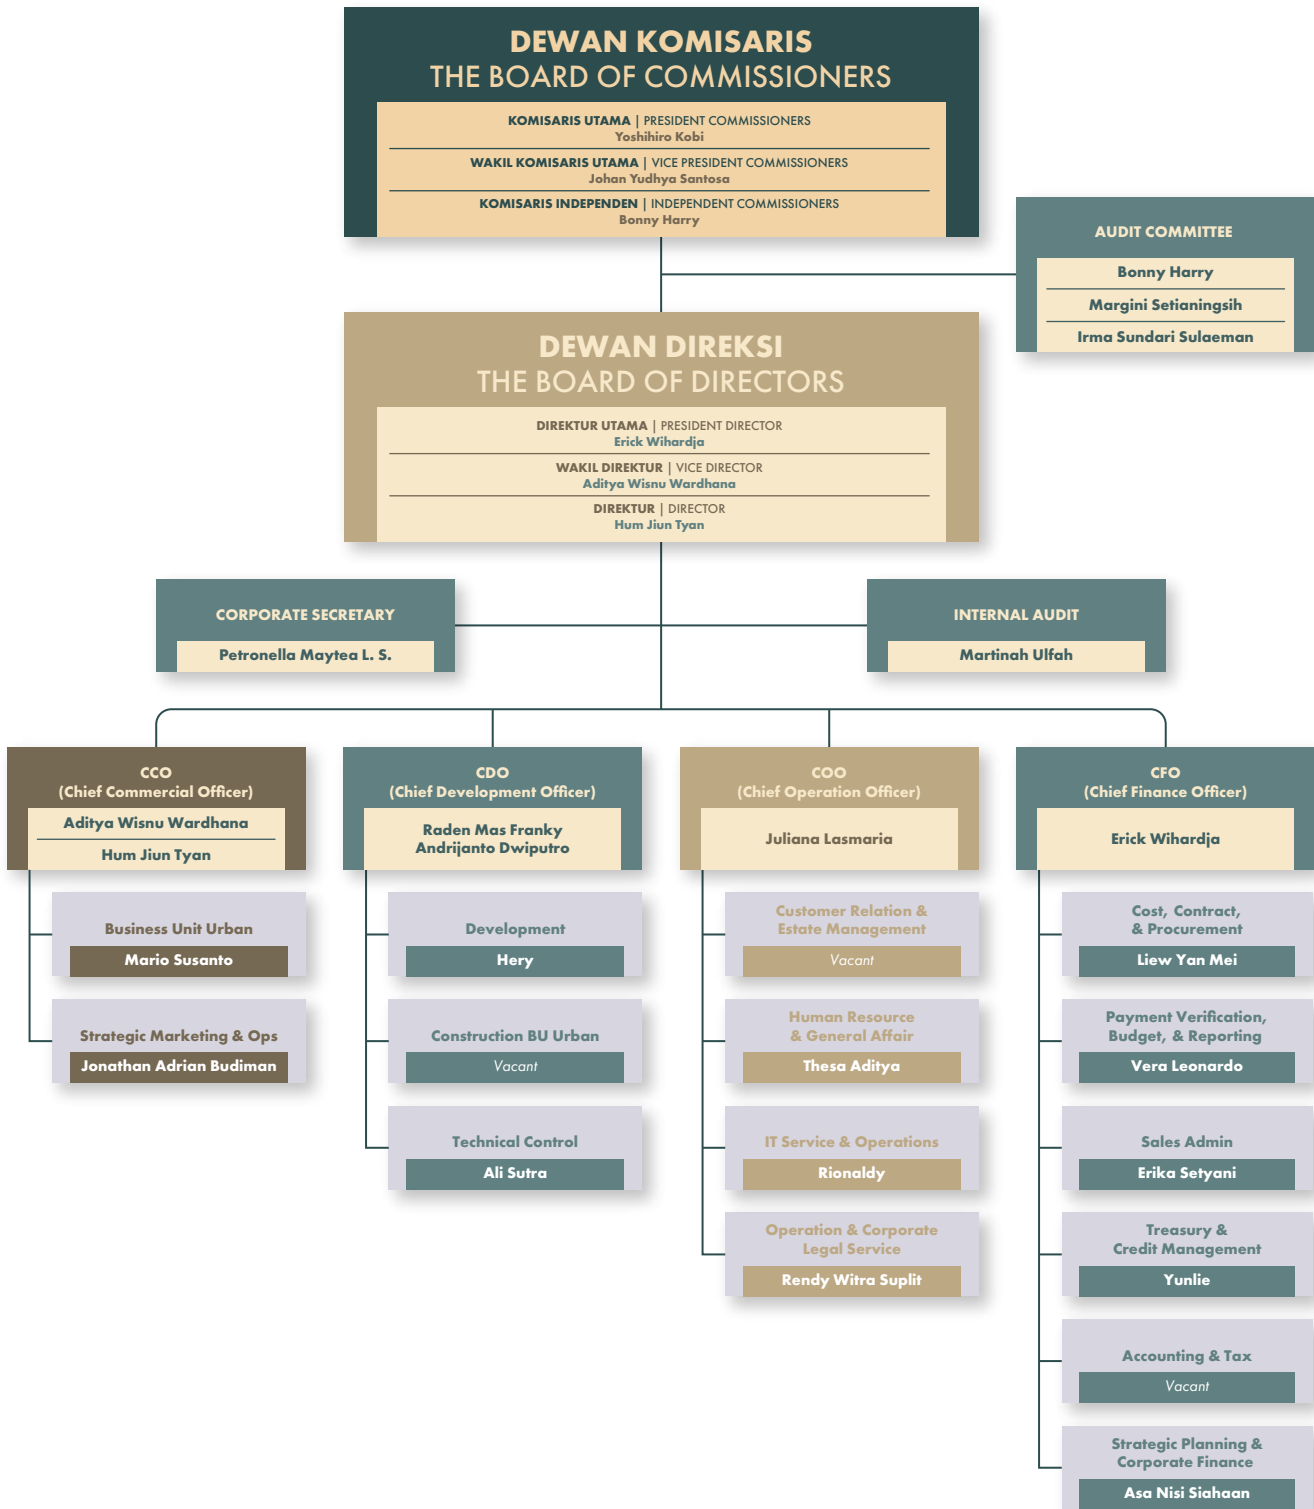 DEWAN KOMISARIS
THE BOARD OF COMMISSIONERS
KOMISARIS UTAMA | PRESIDENT COMMISSIONERS
Yoshihiro Kobi
WAKIL KOMISARIS UTAMA | VICE PRESIDENT COMMISSIONERS
Johan Yudhya Santosa
KOMISARIS INDEPENDEN | INDEPENDENT COMMISSIONERS
Bonny Harry
AUDIT COMMITTEE
Bonny Harry
Margini Setianingsih
Irma Sundari Sulaeman
DEWAN DIREKSI
THE BOARD OF DIRECTORS
DIREKTUR UTAMA | PRESIDENT DIRECTOR
Erick Wihardja
WAKIL DIREKTUR | VICE DIRECTOR
Aditya Wisnu Wardhana
DIREKTUR | DIRECTOR
Hum Jiun Tyan
CORPORATE SECRETARY
Petronella Maytea L. S.
INTERNAL AUDIT
Martinah Ulfah
CCO
(Chief Commercial Officer)
Aditya Wisnu Wardhana
Hum Jiun Tyan
Business Unit Urban
Mario Susanto
Strategic Marketing & Ops
Jonathan Adrian Budiman
CDO
(Chief Development Officer)
Raden Mas Franky
Andrijanto Dwiputro
Development
Hery
Construction BU Urban
Vacant
Technical Control
Ali Sutra
COO
(Chief Operation Officer)
Juliana Lasmaria
Customer Relation &
Estate Management
Vacant
Human Resource
& General Affair
Thesa Aditya
IT Service & Operations
Rionaldy
Operation & Corporate
Legal Service
Rendy Witra Suplit
CFO
(Chief Finance Officer)
Erick Wihardja
Cost, Contract,
& Procurement
Liew Yan Mei
Payment Verification,
Budget, & Reporting
Vera Leonardo
Sales Admin
Erika Setyani
Treasury &
Credit Management
Yunlie
Accounting & Tax
Vacant
Strategic Planning &
Corporate Finance
Asa Nisi Siahaan